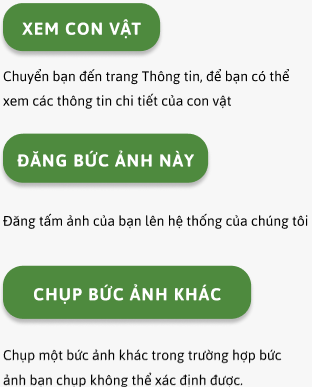 XEM CON VẬT
Chuyển bạn đến trang Thông tin, để bạn có thể
xem các thông tin chi tiết của con vật
ĐĂNG BỨC ẢNH NÀY
Đăng tấm ảnh của bạn lên hệ thống của chúng tôi
CHỤP BỨC ẢNH KHÁC
Chụp một bức ảnh khác trong trường hợp bức
ảnh bạn chụp không thể xác định được.